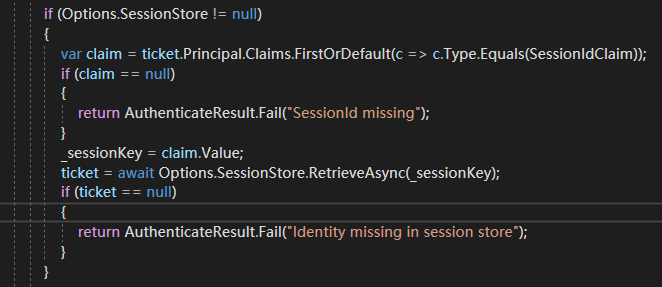 if (Options.SessionStore != null)
{
var claim = ticket.Principal.Claims.FirstOrDefault(c => c.Type.Equals(SessionIdClaim));
if (claim == null)
{
return AuthenticateResult.Fail("SessionId missing");
}
_sessionKey = claim.Value;
ticket = await Options.SessionStore.RetrieveAsync(_sessionKey);
if (ticket == null)
{
return AuthenticateResult.Fail("Identity missing in session store");
}
}